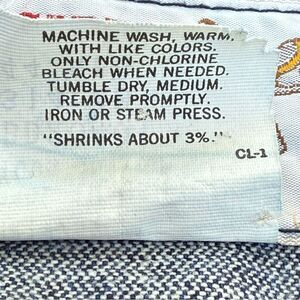 MACHINE WASH, WARM,
WITH LIKE COLORS.
ONLY NON-CHLORINE
BLEACH WHEN NEEDED.
TUMBLE DRY, MEDIUM.
REMOVE PROMPTLY.
IRON OR STEAM PRESS.
"SHRINKS ABOUT 3%."
CL-1